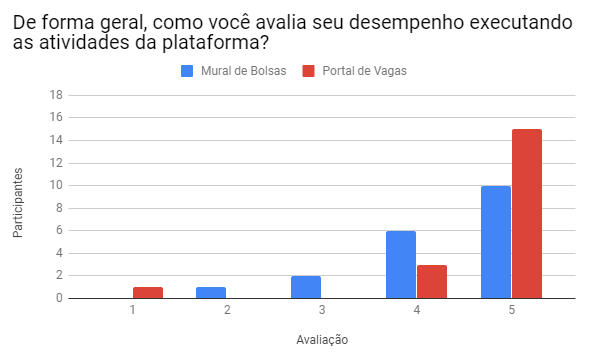 De forma geral, como você avalia seu desempenho executando
as atividades da plataforma?
Mural de Bolsas
Portal de Vagas
18
16
14
12
10
8
6
4
2
0
Participantes
1
2
3
4
5
Avaliação